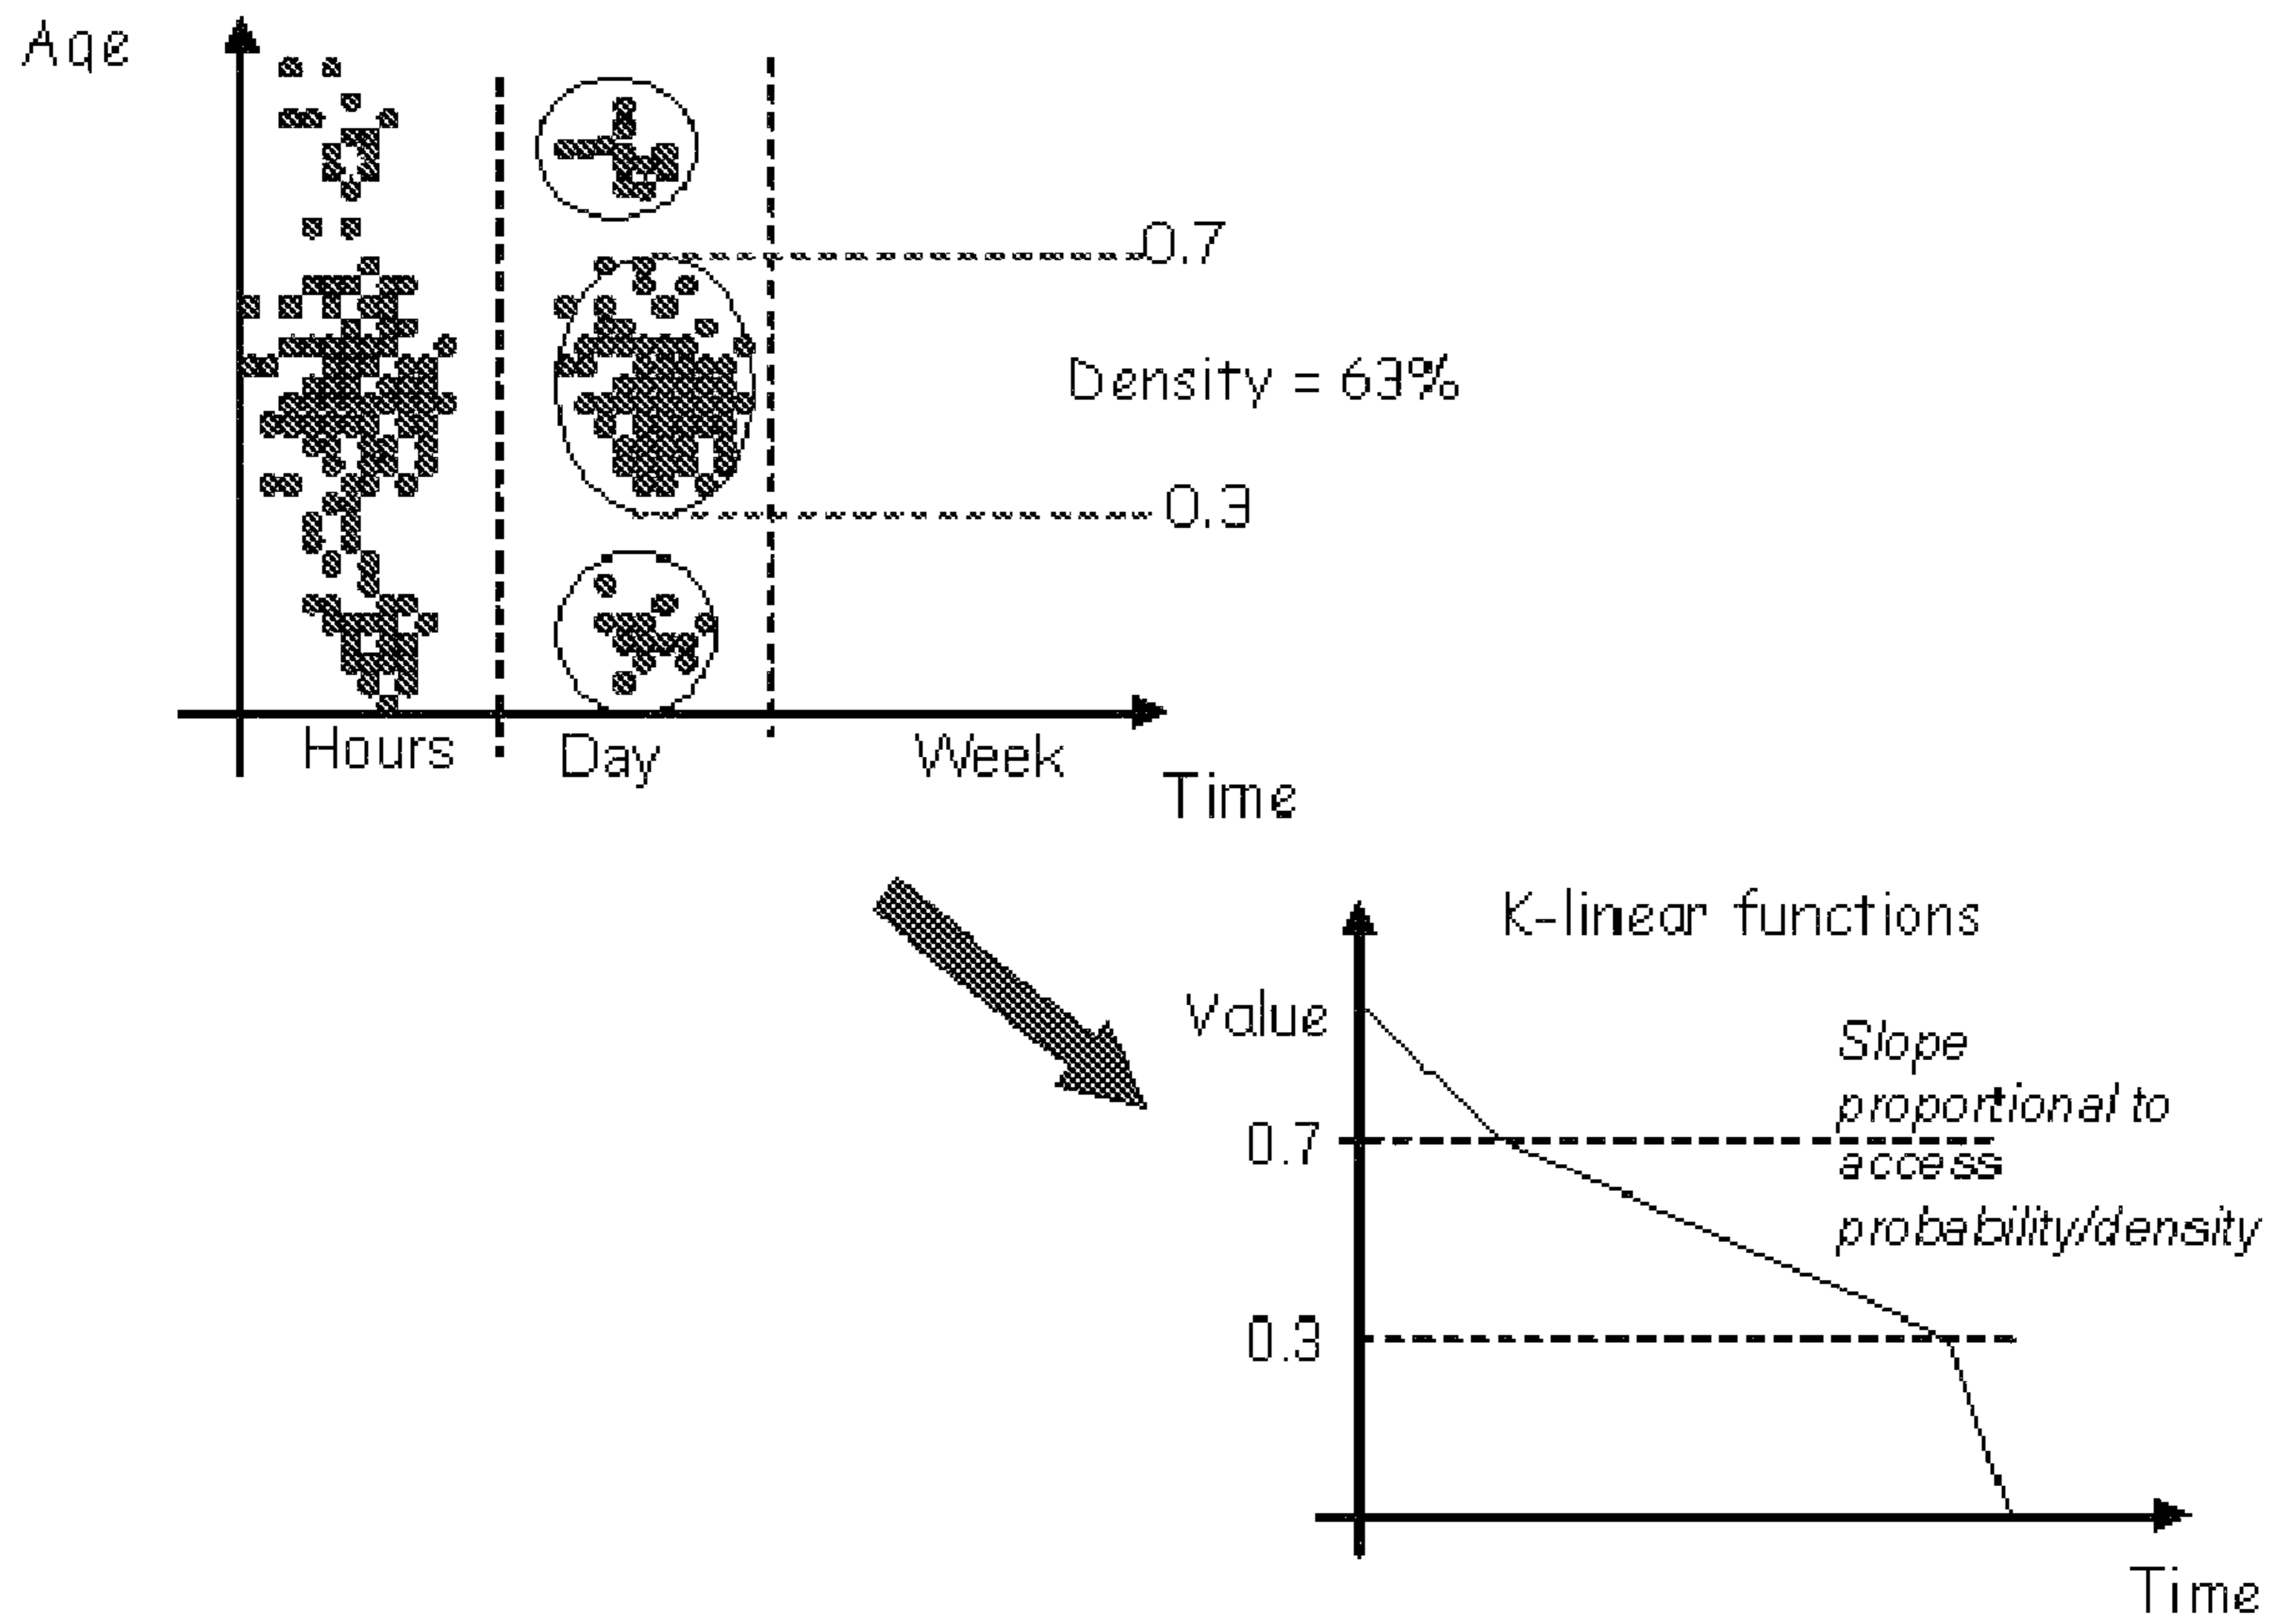 Age
0.7
Density = 63%
0.3
Hours
Day
Week
Time
K-linear functions
Value
Slope
proportional to
access
probability/density
0.7
0.3
Time